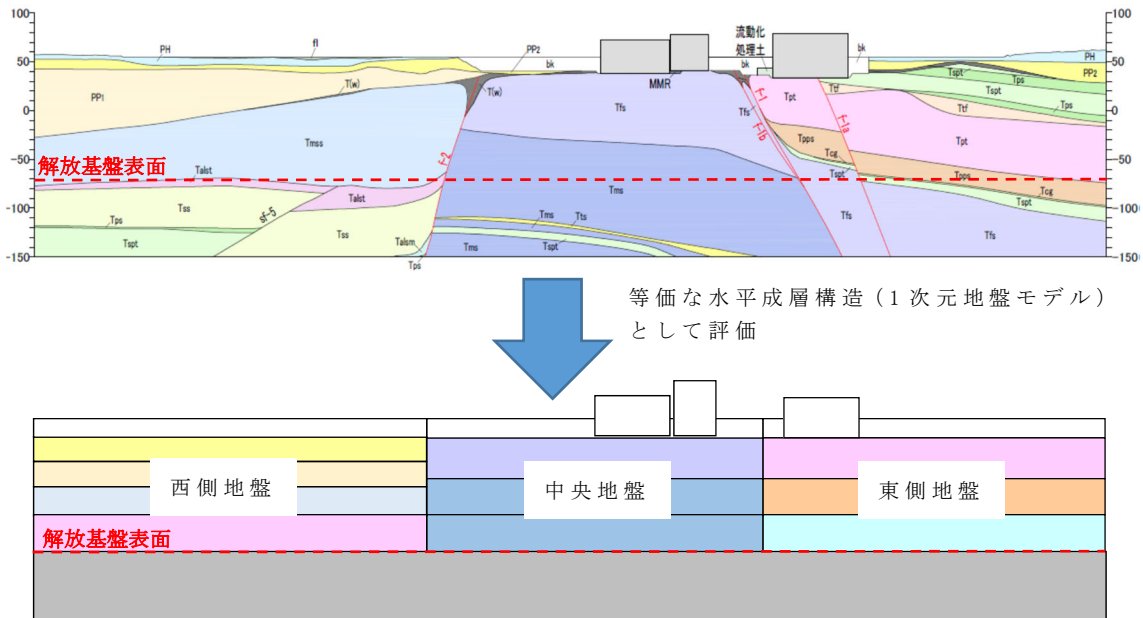 100
50
0
-50
-100
-150
100
50
0
-50
-100
-150
PH
fl
PP2
bk
流動化
処理土
bk
bk
PH
PP1
T(w)
T(w)
MMR
Tfs
Tfs
f-1
f-1b
Tpt
f-1a
Ttf
Tspt
Tps
Tspt
Ttf
PP2
Tps
Tpt
Tmss
f-2
Tpps
Tcg
Tspt
Tpps
Tcg
Tspt
解放基盤表面
Talst
Talst
Tss
sf-5
Tss
Tps
Tspt
Talsm
Tps
Tms
Tms
Tts
Tms
Tspt
Tfs
Tfs
等価な水平成層構造(1次元地盤モデル)
として評価
西側地盤
中央地盤
東側地盤
解放基盤表面